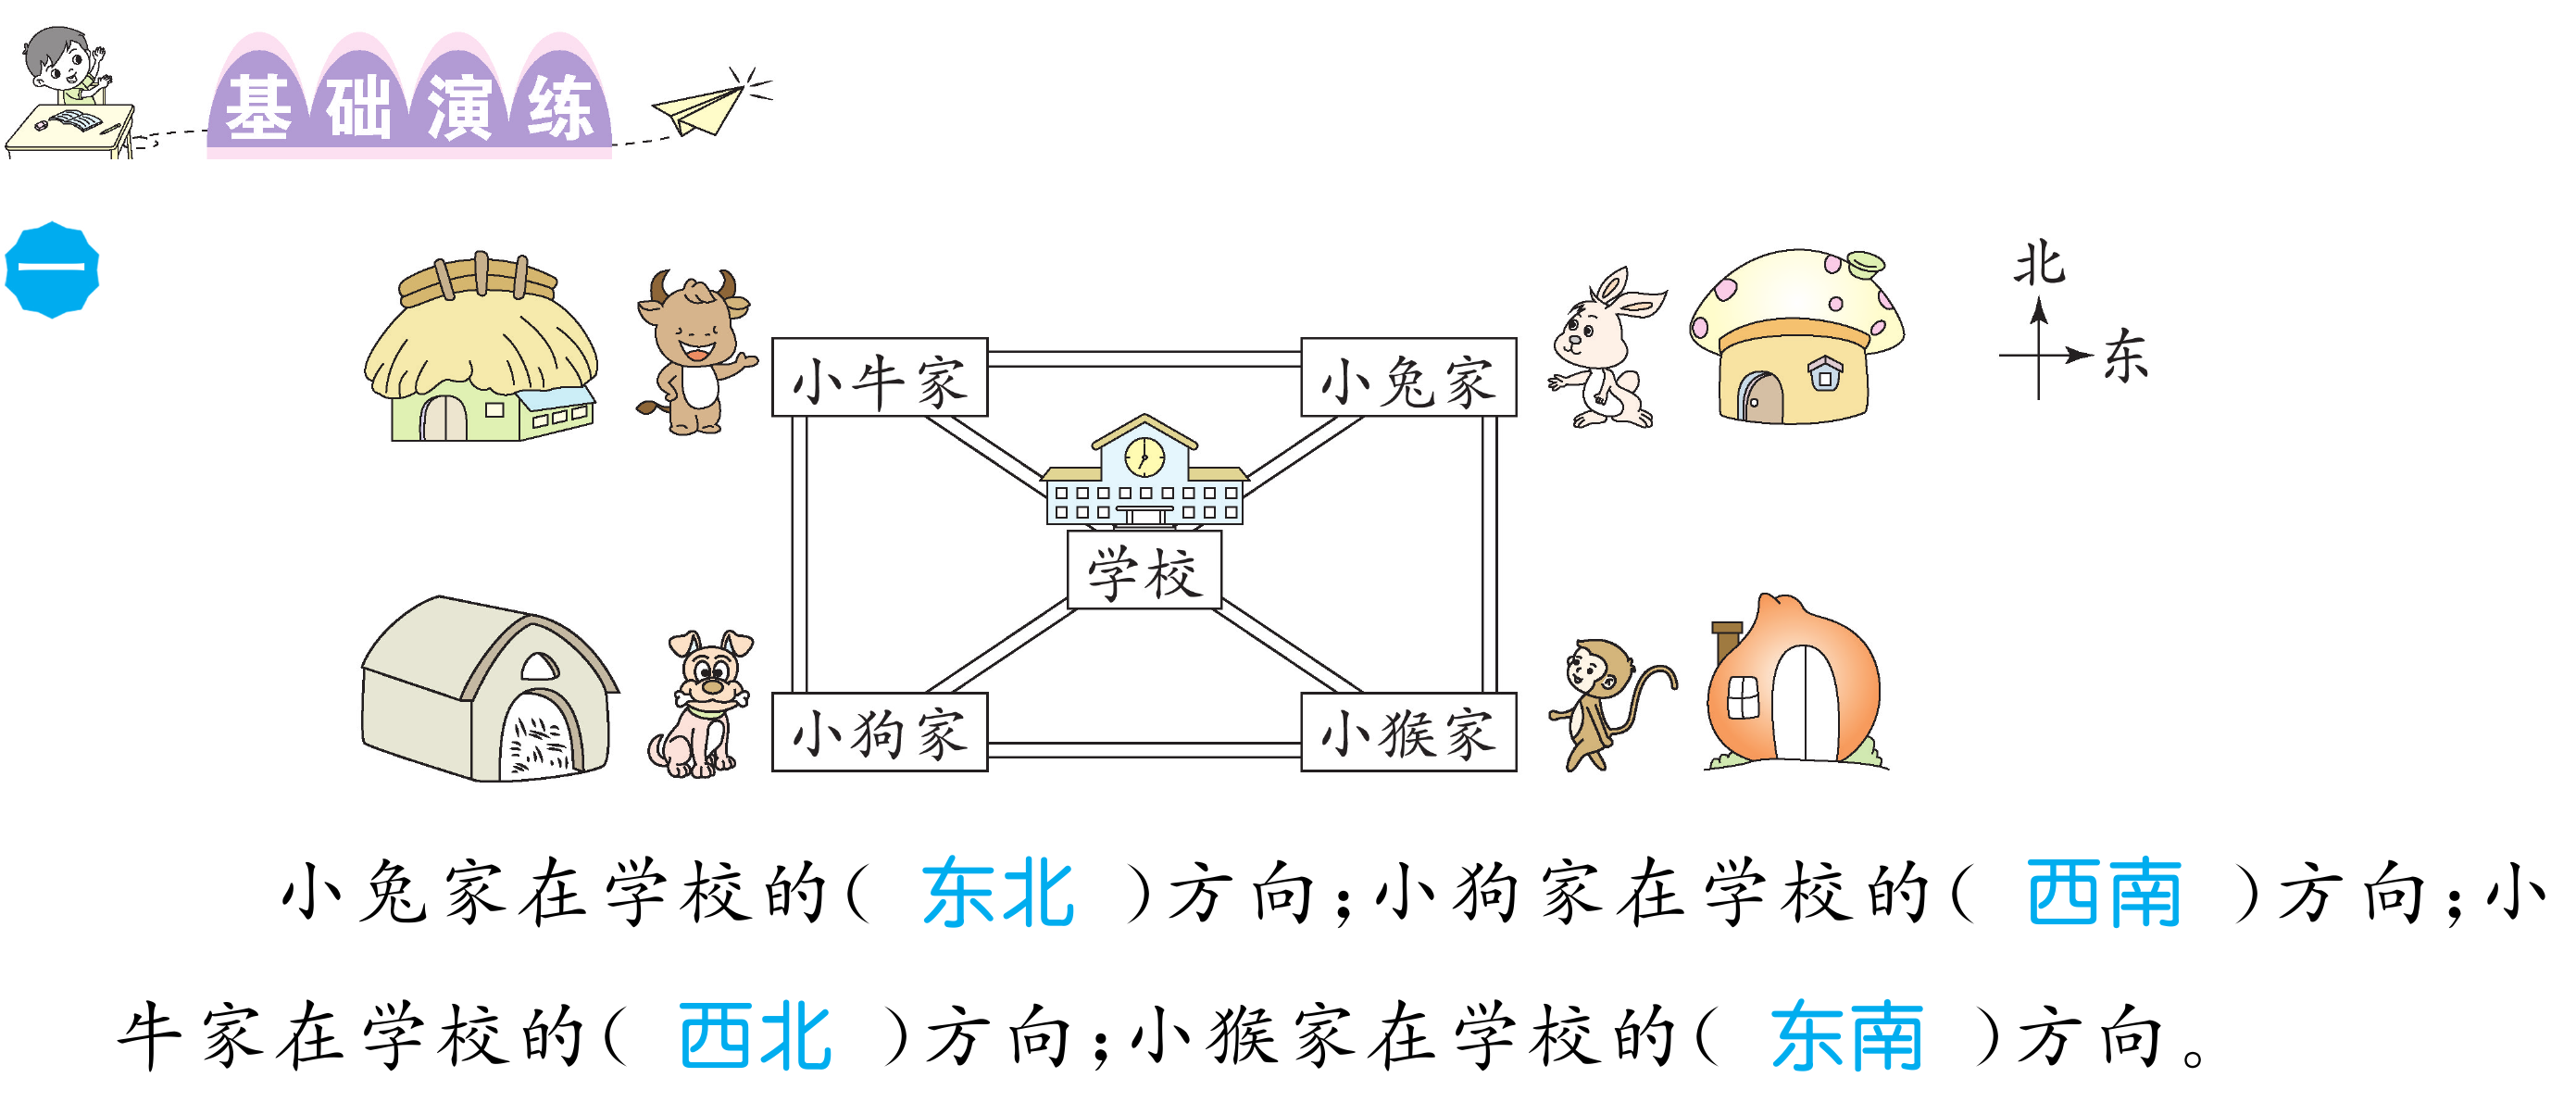 基础演练
一
北
东
小牛家
小兔家
学校
小狗家
小猴家
小兔家在学校的( 东北 )方向;小狗家在学校的( 西南 )方向;小
牛家在学校的( 西北 )方向;小猴家在学校的( 东南 )方向。